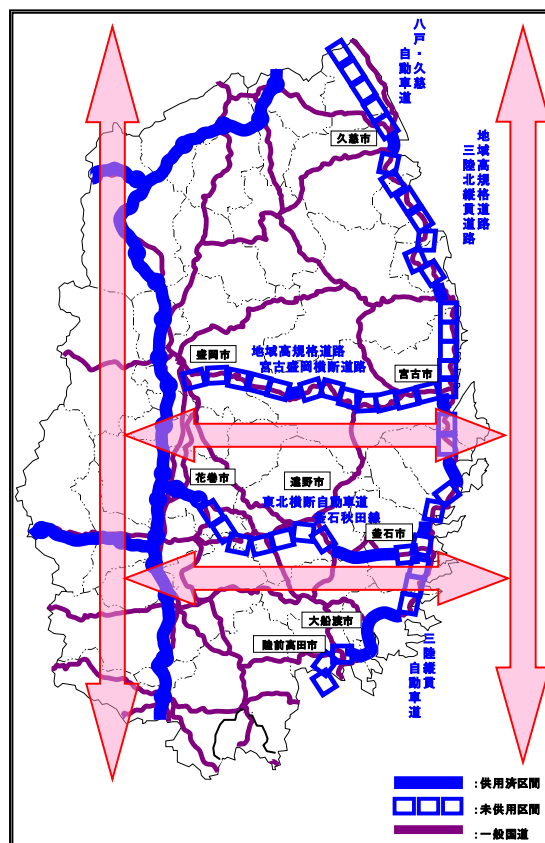 八戸・久慈
自動車道
久慈市
地域高規格道路
三陸北縦貫道路
盛岡市
地域高規格道路
宮古盛岡横断道路
宮古市
花巻市
遠野市
東北横断自動車道
釜石秋田線
釜石市
大船渡市
陸前高田市
三陸縦貫
自動車道
：供用済区間
：未供用区間
：一般国道